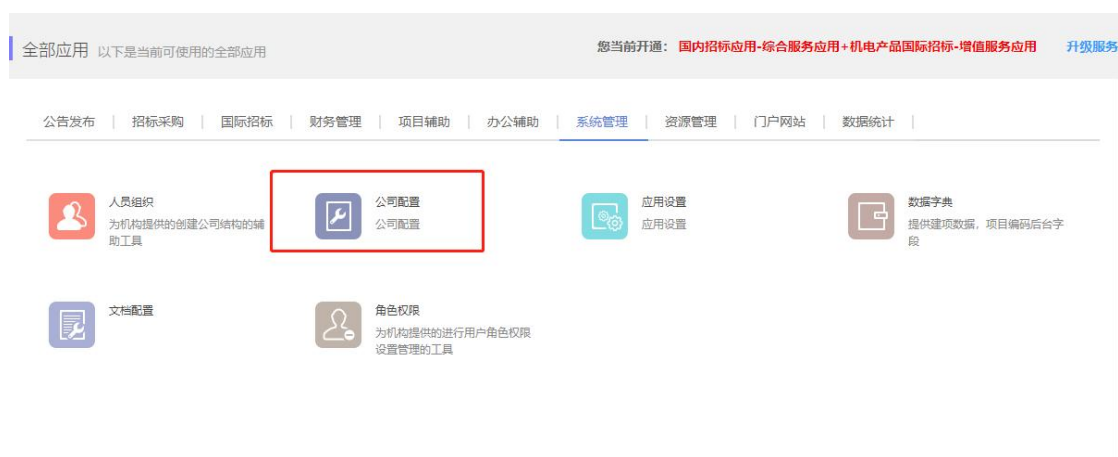 全部应用 以下是当前可使用的全部应用 您当前开通：国内招标应用-综合服务应用+机电产品国际招标-增值服务应用 升级服务
公告发布 | 招标采购 | 国际招标 | 财务管理 | 项目辅助 | 办公辅助 | 系统管理 | 资源管理 | 门户网站 | 数据统计 |
人员组织
为机构提供的创建公司结构的辅
助工具
公司配置
公司配置
应用设置
应用设置
数据字典
提供建项数据，项目编码后台字
段
文档配置
角色权限
为机构提供的进行用户角色权限
设置管理的工具